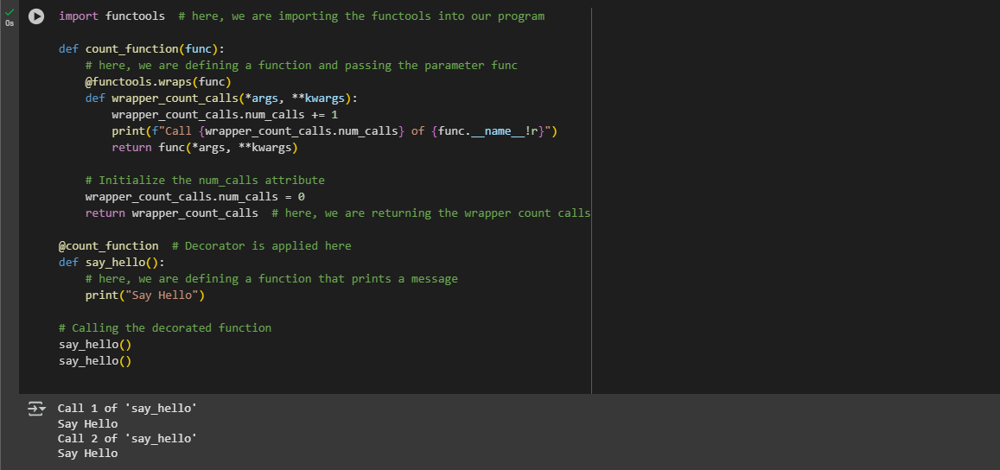 0s
import functools  # here, we are importing the functools into our program

def count_function(func):
    # here, we are defining a function and passing the parameter func
    @functools.wraps(func)
    def wrapper_count_calls(*args, **kwargs):
        wrapper_count_calls.num_calls += 1
        print(f"Call {wrapper_count_calls.num_calls} of {func.__name__!r}")
        return func(*args, **kwargs)

    # Initialize the num_calls attribute
    wrapper_count_calls.num_calls = 0
    return wrapper_count_calls  # here, we are returning the wrapper count calls

@count_function  # Decorator is applied here
def say_hello():
    # here, we are defining a function that prints a message
    print("Say Hello")

# Calling the decorated function
say_hello()
say_hello()

Call 1 of 'say_hello'
Say Hello
Call 2 of 'say_hello'
Say Hello